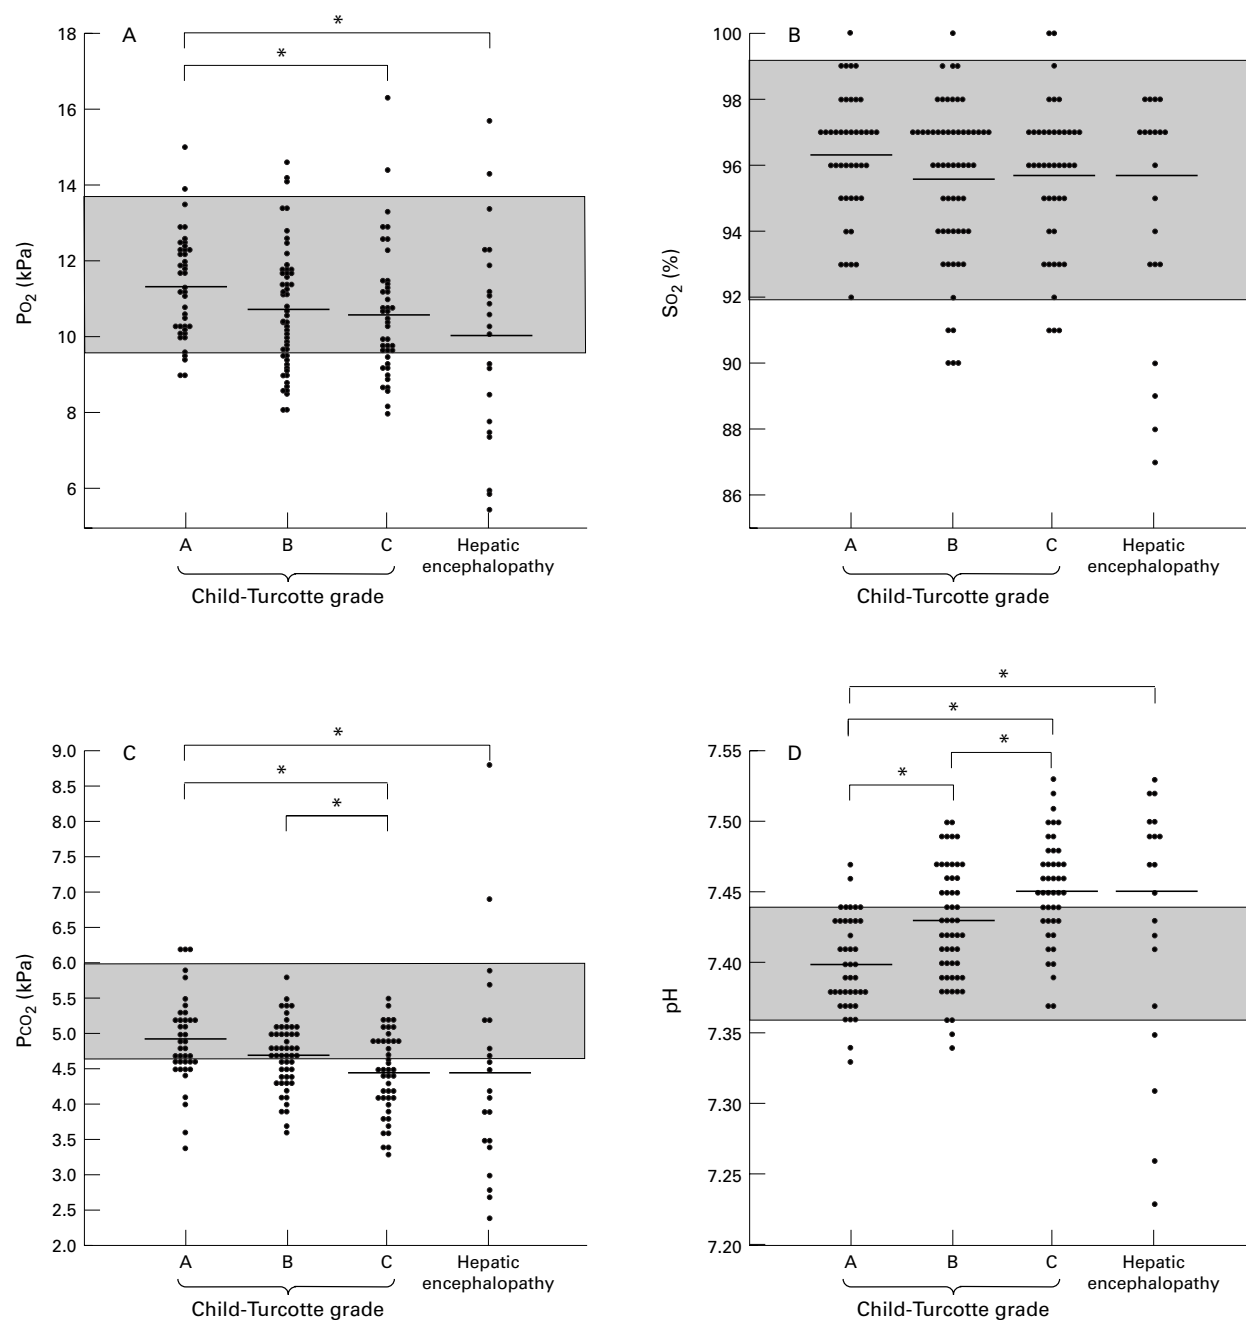 A
*
*
18
16
14
12
10
8
6
PO2 (kPa)
A
B
C
Hepatic
encephalopathy
Child-Turcotte grade
B
100
98
96
94
92
90
88
86
SO2 (%)
A
B
C
Hepatic
encephalopathy
Child-Turcotte grade
C
*
*
*
9.0
8.5
8.0
7.5
7.0
6.5
6.0
5.5
5.0
4.5
4.0
3.5
3.0
2.5
2.0
PCO2 (kPa)
A
B
C
Hepatic
encephalopathy
Child-Turcotte grade
D
*
*
*
*
7.55
7.50
7.45
7.40
7.35
7.30
7.25
7.20
pH
A
B
C
Hepatic
encephalopathy
Child-Turcotte grade